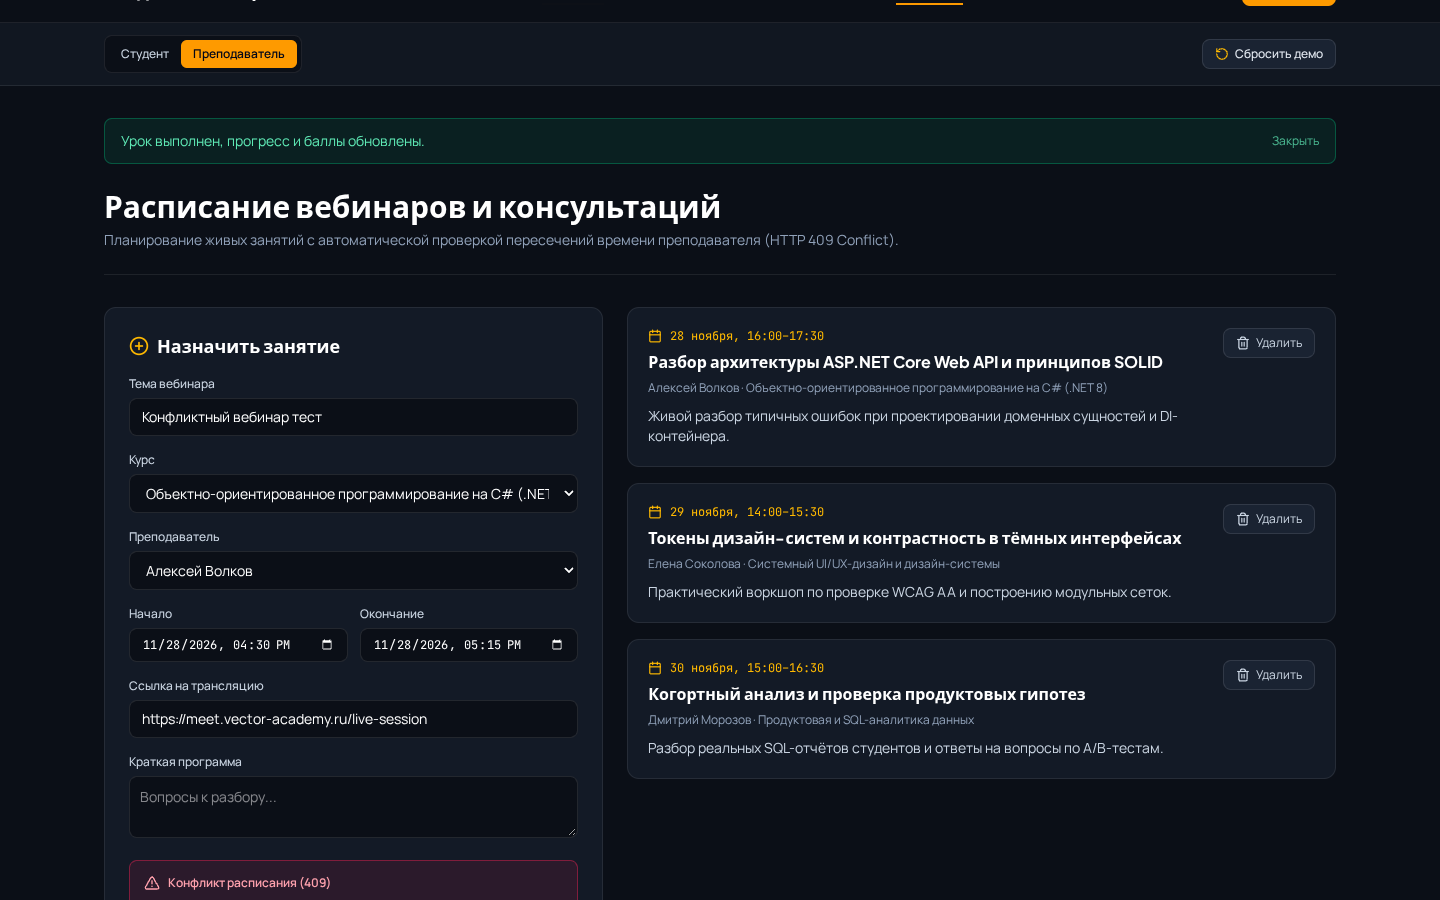 Студент
Преподаватель
Сбросить демо
Урок выполнен, прогресс и баллы обновлены.
Закрыть
Расписание вебинаров и консультаций
Планирование живых занятий с автоматической проверкой пересечений времени преподавателя (HTTP 409 Conflict).
Назначить занятие
Тема вебинара
Конфликтный вебинар тест
Курс
Объектно-ориентированное программирование на C# (.NET
Преподаватель
Алексей Волков
Начало
Окончание
11/28/2026, 04:30 PM
11/28/2026, 05:15 PM
Ссылка на трансляцию
https://meet.vector-academy.ru/live-session
Краткая программа
Вопросы к разбору...
Конфликт расписания (409)
28 ноября, 16:00–17:30
Удалить
Разбор архитектуры ASP.NET Core Web API и принципов SOLID
Алексей Волков · Объектно-ориентированное программирование на C# (.NET 8)
Живой разбор типичных ошибок при проектировании доменных сущностей и DI-
контейнера.
29 ноября, 14:00–15:30
Удалить
Токены дизайн-систем и контрастность в тёмных интерфейсах
Елена Соколова · Системный UI/UX-дизайн и дизайн-системы
Практический воркшоп по проверке WCAG AA и построению модульных сеток.
30 ноября, 15:00–16:30
Удалить
Когортный анализ и проверка продуктовых гипотез
Дмитрий Морозов · Продуктовая и SQL-аналитика данных
Разбор реальных SQL-отчётов студентов и ответы на вопросы по A/B-тестам.